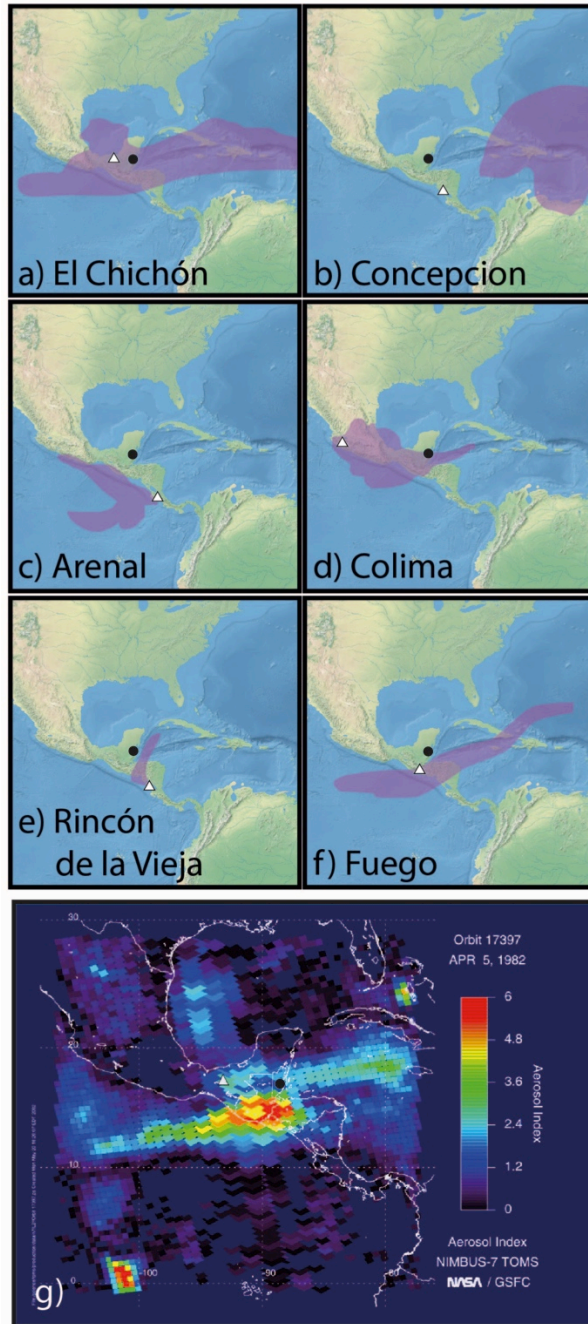 a) El Chichón
b) Concepcion
c) Arenal
d) Colima
e) Rincón
de la Vieja
f) Fuego
30
20
10
0
-100
-90
-80
Orbit 17397
APR 5, 1982
6
4.8
3.6
2.4
1.2
0
Aerosol Index
Aerosol Index
NIMBUS-7 TOMS
NASA / GSFC
g)